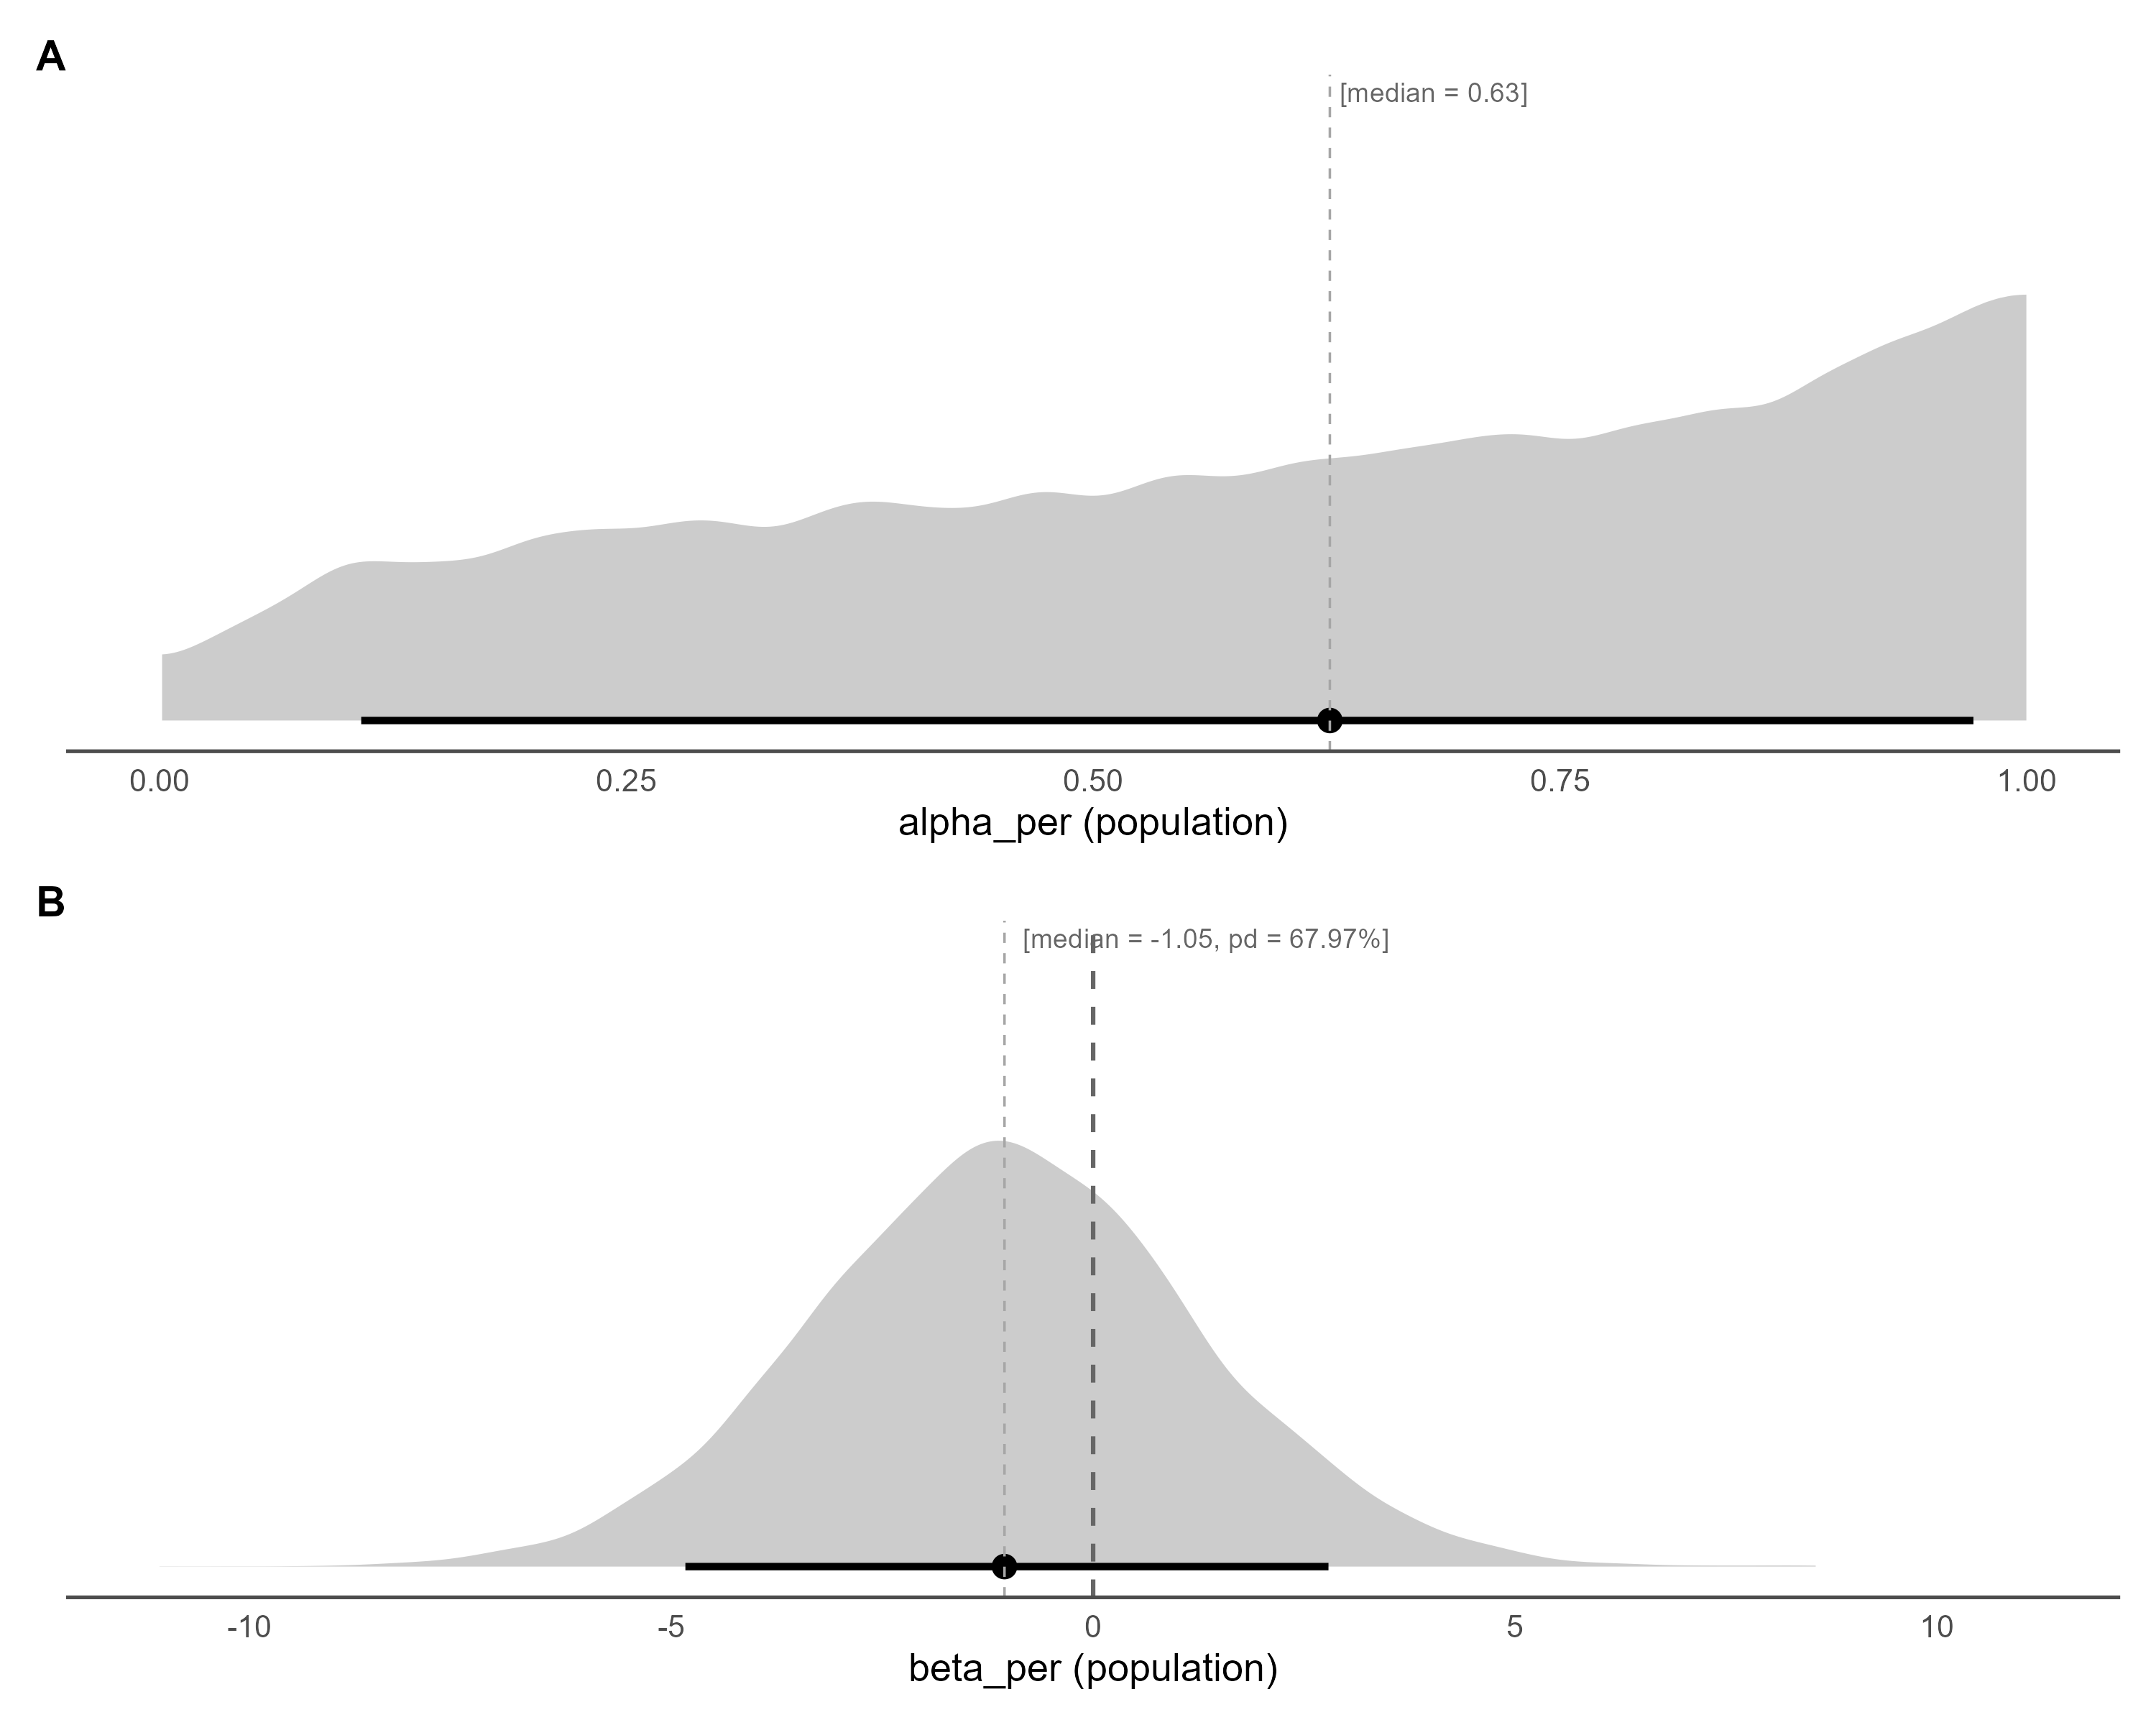 A
[median = 0.63]
0.00 0.25 0.50 0.75 1.00
alpha_per (population)
B
[median = -1.05, pd = 67.97%]
-10 -5 0 5 10
beta_per (population)